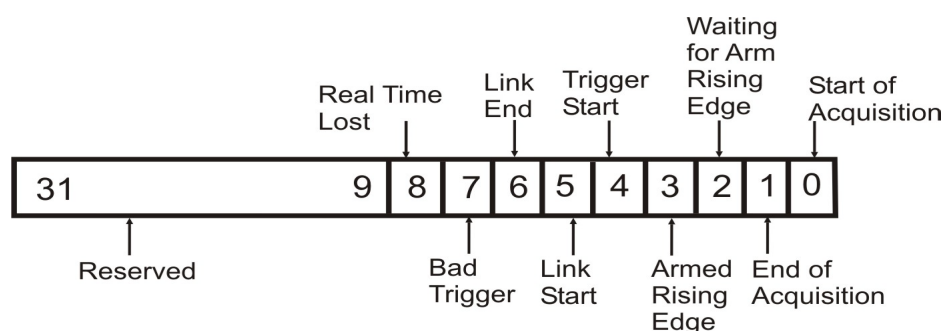 Waiting
for Arm
Rising
Edge
Real Time
Lost
Link
End
Trigger
Start
Start of
Acquisition
31 9 8 7 6 5 4 3 2 1 0
Reserved
Bad
Trigger
Link
Start
Armed
Rising
Edge
End of
Acquisition